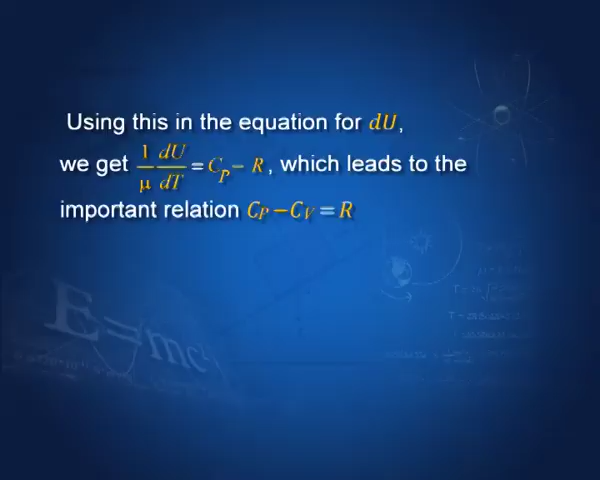 Using this in the equation for dU,
we get 1/μ dU/dT = C_P − R, which leads to the
important relation C_P − C_V = R
E=mc²